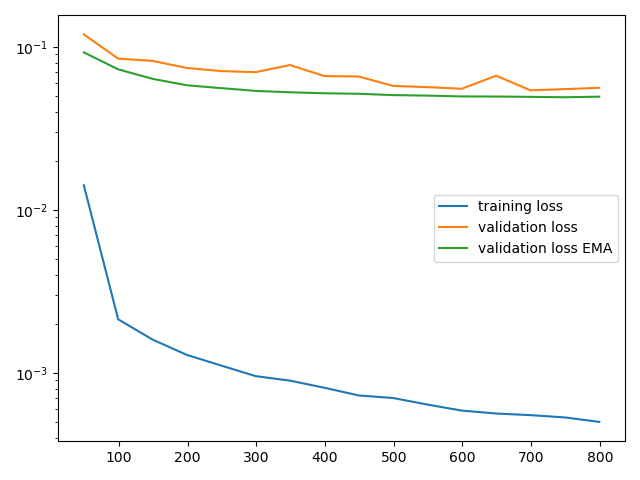 10⁻¹
10⁻²
10⁻³
training loss
validation loss
validation loss EMA
100 200 300 400 500 600 700 800